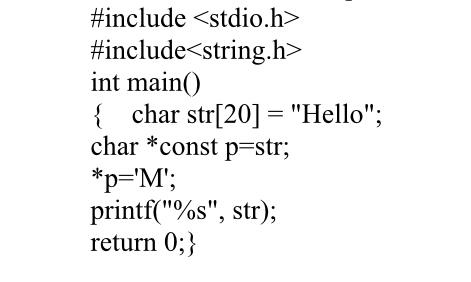 #include <stdio.h>
#include<string.h>
int main()
{    char str[20] = "Hello";
char *const p=str;
*p='M';
printf("%s", str);
return 0;}